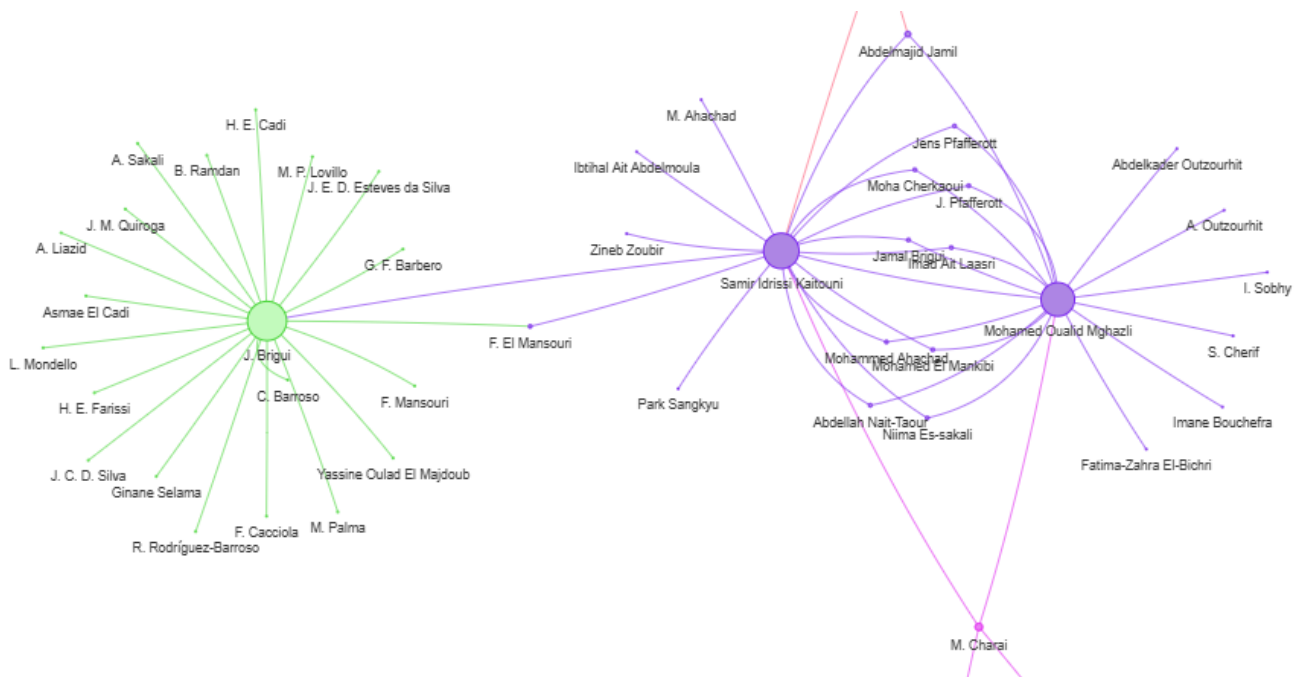 Abdelmajid Jamil
M. Ahachad
H. E. Cadi
Jens Pfafferott
A. Sakali
Abdelkader Outzourhit
B. Ramdan
M. P. Lovillo
Ibtihal Ait Abdelmoula
Moha Cherkaoui
J. E. D. Esteves da Silva
J. Pfafferott
J. M. Quiroga
A. Outzourhit
A. Liazid
Zineb Zoubir
Jamal Brigui
G. F. Barbero
Imad Ait Laasri
Samir Idrissi Kaitouni
I. Sobhy
Asmae El Cadi
Mohamed Oualid Mghazli
F. El Mansouri
S. Cherif
J. Brigui
Mohammed Ahachad
L. Mondello
Mohamed El Mankibi
C. Barroso
F. Mansouri
Park Sangkyu
H. E. Farissi
Abdellah Nait-Taour
Imane Bouchefra
Niima Es-sakali
Fatima-Zahra El-Bichri
J. C. D. Silva
Yassine Oulad El Majdoub
Ginane Selama
M. Palma
F. Cacciola
R. Rodríguez-Barroso
M. Charai